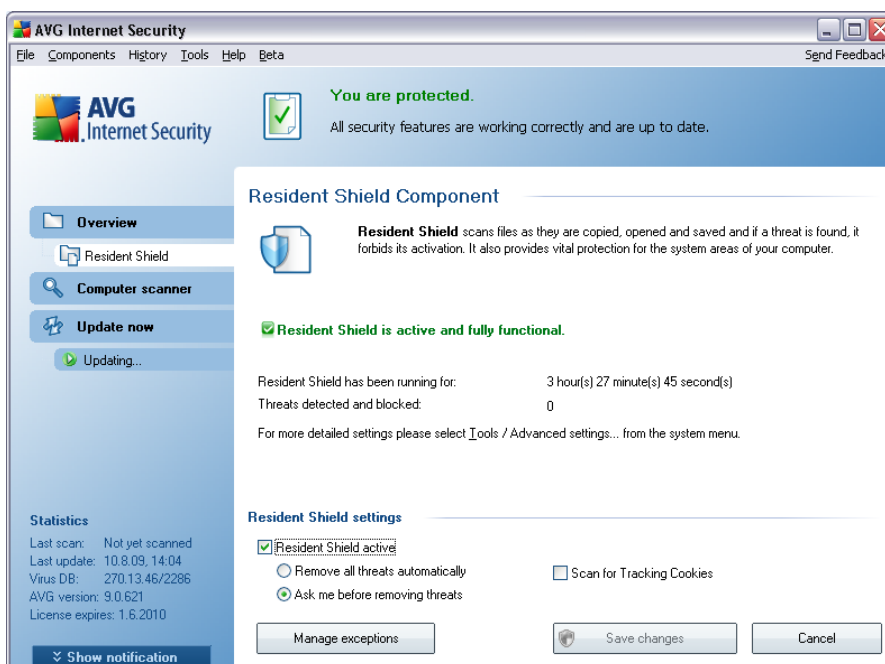 AVG Internet Security
File Components History Tools Help Beta Send Feedback
AVG
Internet Security
You are protected.
All security features are working correctly and are up to date.
Overview
Resident Shield
Computer scanner
Update now
Updating...
Resident Shield Component
Resident Shield scans files as they are copied, opened and saved and if a threat is found, it
forbids its activation. It also provides vital protection for the system areas of your computer.
Resident Shield is active and fully functional.
Resident Shield has been running for: 3 hour(s) 27 minute(s) 45 second(s)
Threats detected and blocked: 0
For more detailed settings please select Tools / Advanced settings... from the system menu.
Statistics
Last scan: Not yet scanned
Last update: 10.8.09, 14:04
Virus DB: 270.13.46/2286
AVG version: 9.0.621
License expires: 1.6.2010
Show notification
Resident Shield settings
Resident Shield active
Remove all threats automatically
Ask me before removing threats
Scan for Tracking Cookies
Manage exceptions
Save changes
Cancel